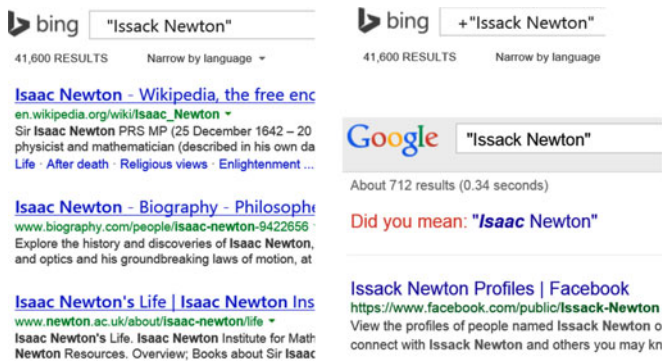 bing "Issack Newton"
41,600 RESULTS Narrow by language
Isaac Newton - Wikipedia, the free enc
en.wikipedia.org/wiki/Isaac_Newton
Sir Isaac Newton PRS MP (25 December 1642 – 20
physicist and mathematician (described in his own da
Life · After death · Religious views · Enlightenment ...
Isaac Newton - Biography - Philosophe
www.biography.com/people/isaac-newton-9422656
Explore the history and discoveries of Isaac Newton,
and optics and his groundbreaking laws of motion, at
Isaac Newton's Life | Isaac Newton Ins
www.newton.ac.uk/about/isaac-newton/life
Isaac Newton's Life. Isaac Newton Institute for Math
Newton Resources. Overview; Books about Sir Isaac
bing +"Issack Newton"
41,600 RESULTS Narrow by language
Google "Issack Newton"
About 712 results (0.34 seconds)
Did you mean: "Isaac Newton"
Issack Newton Profiles | Facebook
https://www.facebook.com/public/Issack-Newton
View the profiles of people named Issack Newton o
connect with Issack Newton and others you may kn